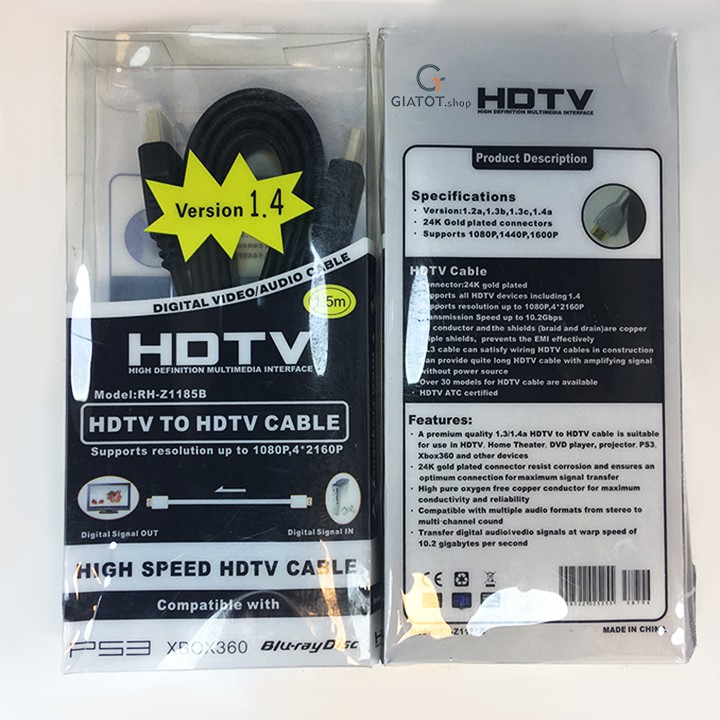 Version 1.4
DIGITAL VIDEO/AUDIO CABLE
1.5m
HDTV
HIGH DEFINITION MULTIMEDIA INTERFACE
Model:RH-Z1185B
HDTV TO HDTV CABLE
Supports resolution up to 1080P,4*2160P
Digital Signal OUT
Digital Signal IN
HIGH SPEED HDTV CABLE
Compatible with
PS3 XBOX360 Blu-ray Disc
GIATOT.shop
HDTV
HIGH DEFINITION MULTIMEDIA INTERFACE
Product Description
Specifications
· Version:1.2a,1.3b,1.3c,1.4a
· 24K Gold plated connectors
· Supports 1080P,1440P,1600P
HDTV Cable
onnector:24K gold plated
upports all HDTV devices including1.4
upports resolution up to 1080P,4*2160P
ansmission Speed up to 10.2Gbps
conductor and the shields (braid and drain)are copper
iple shields, prevents the EMI effectively
L3 cable can satisfy wiring HDTV cables in construction
an provide quite long HDTV cable with amplifying signal
without power source
· Over 30 models for HDTV cable are available
· HDTV ATC certified
Features:
· A premium quality 1.3/1.4a HDTV to HDTV cable is suitable
for use in HDTV, Home Theater, DVD player, projector, PS3,
Xbox360 and other devices
· 24K gold plated connector resist corrosion and ensures an
optimum connection for maximum signal transfer
· High pure oxygen free copper conductor for maximum
conductivity and reliability
· Compatible with multiple audio formats from stereo to
multi-channel cound
· Transfer digital audio\vedio signals at warp speed of
10.2 gigabytes per second
CE
MADE IN CHINA